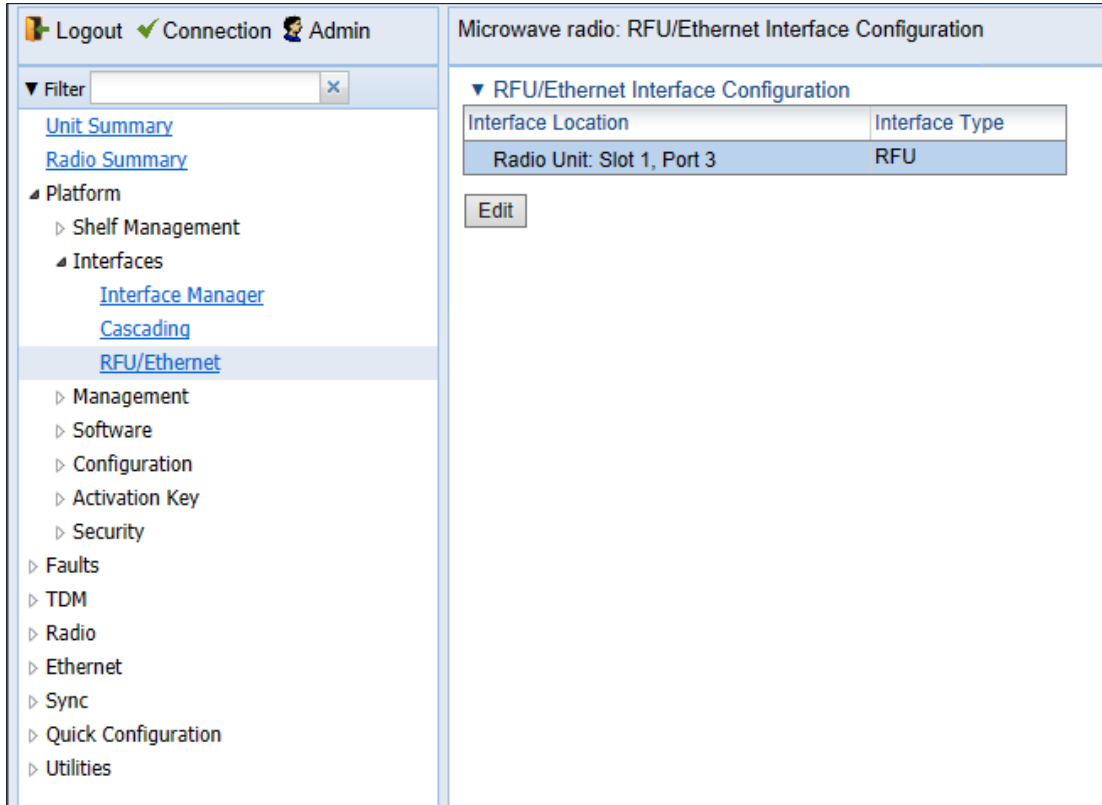 Logout Connection Admin
Filter
Unit Summary
Radio Summary
Platform
Shelf Management
Interfaces
Interface Manager
Cascading
RFU/Ethernet
Management
Software
Configuration
Activation Key
Security
Faults
TDM
Radio
Ethernet
Sync
Quick Configuration
Utilities
Microwave radio: RFU/Ethernet Interface Configuration
RFU/Ethernet Interface Configuration
Interface Location Interface Type
Radio Unit: Slot 1, Port 3 RFU
Edit